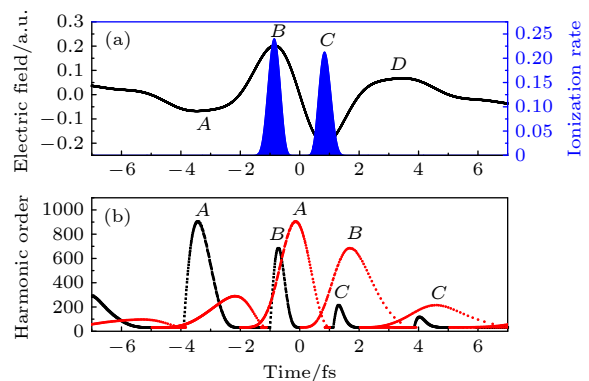 (a)
Electric field/a.u.
0.3
0.2
0.1
0.0
−0.1
−0.2
A
B
C
D
0.25
0.20
0.15
0.10
0.05
0
Ionization rate
−6 −4 −2 0 2 4 6
(b)
Harmonic order
1000
800
600
400
200
0
A
B
A
B
C
C
−6 −4 −2 0 2 4 6
Time/fs